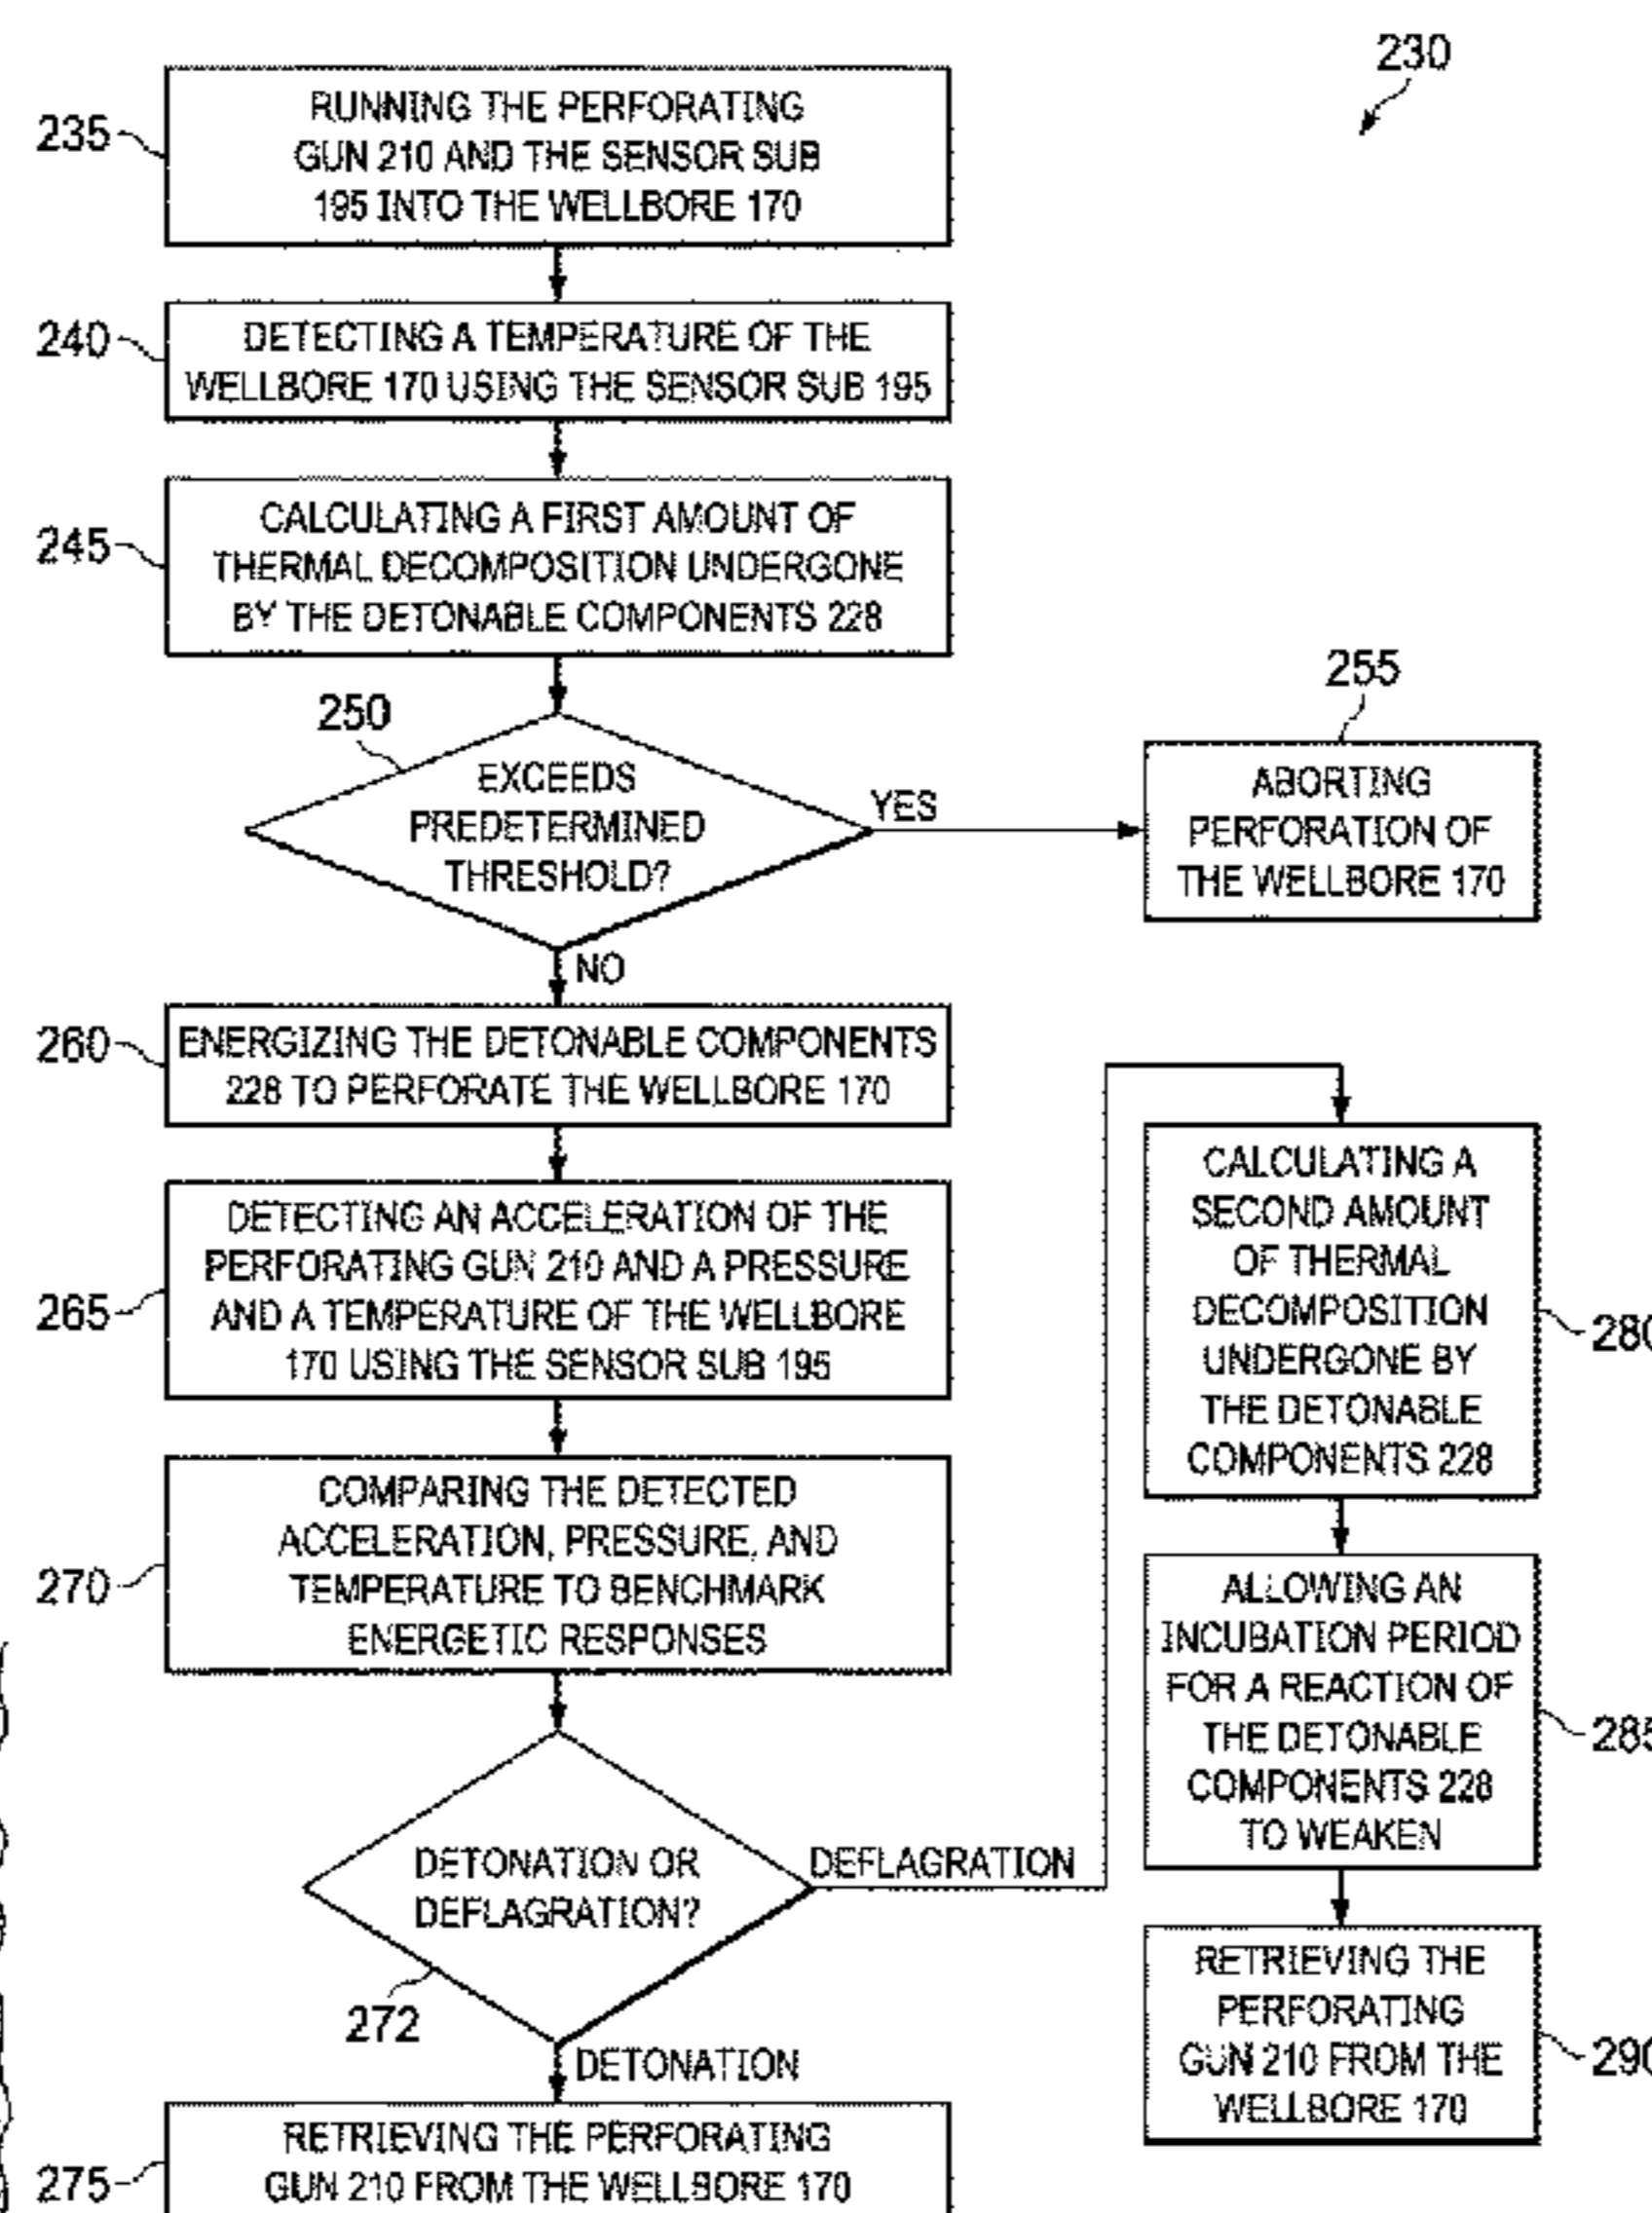 230
235
RUNNING THE PERFORATING
GUN 210 AND THE SENSOR SUB
195 INTO THE WELLBORE 170
240
DETECTING A TEMPERATURE OF THE
WELLBORE 170 USING THE SENSOR SUB 195
245
CALCULATING A FIRST AMOUNT OF
THERMAL DECOMPOSITION UNDERGONE
BY THE DETONABLE COMPONENTS 228
250
EXCEEDS
PREDETERMINED
THRESHOLD?
YES
255
ABORTING
PERFORATION OF
THE WELLBORE 170
NO
260
ENERGIZING THE DETONABLE COMPONENTS
228 TO PERFORATE THE WELLBORE 170
265
DETECTING AN ACCELERATION OF THE
PERFORATING GUN 210 AND A PRESSURE
AND A TEMPERATURE OF THE WELLBORE
170 USING THE SENSOR SUB 195
270
COMPARING THE DETECTED
ACCELERATION, PRESSURE, AND
TEMPERATURE TO BENCHMARK
ENERGETIC RESPONSES
DETONATION OR
DEFLAGRATION?
272
DEFLAGRATION
DETONATION
275
RETRIEVING THE PERFORATING
GUN 210 FROM THE WELLBORE 170
CALCULATING A
SECOND AMOUNT
OF THERMAL
DECOMPOSITION
UNDERGONE BY
THE DETONABLE
COMPONENTS 228
280
ALLOWING AN
INCUBATION PERIOD
FOR A REACTION OF
THE DETONABLE
COMPONENTS 228
TO WEAKEN
285
RETRIEVING THE
PERFORATING
GUN 210 FROM THE
WELLBORE 170
290